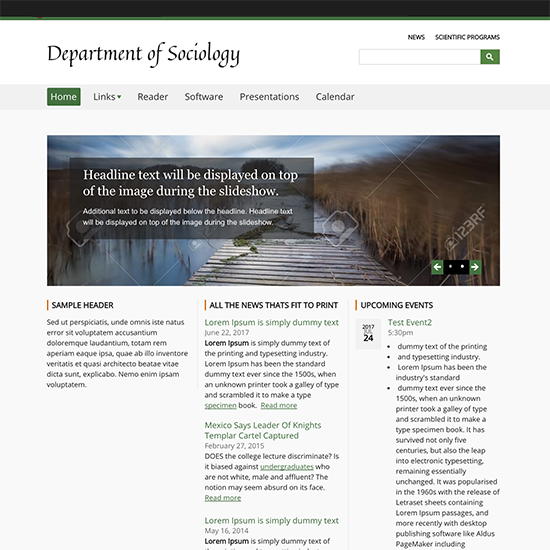 NEWS SCIENTIFIC PROGRAMS
Department of Sociology
Home Links Reader Software Presentations Calendar
Headline text will be displayed on top
of the image during the slideshow.
Additional text to be displayed below the headline. Headline text
will be displayed on top of the image during the slideshow.
123RF
SAMPLE HEADER
Sed ut perspiciatis, unde omnis iste natus
error sit voluptatem accusantium
doloremque laudantium, totam rem
aperiam eaque ipsa, quae ab illo inventore
veritatis et quasi architecto beatae vitae
dicta sunt, explicabo. Nemo enim ipsam
voluptatem.
ALL THE NEWS THATS FIT TO PRINT
Lorem Ipsum is simply dummy text
June 22, 2017
Lorem Ipsum is simply dummy text of
the printing and typesetting industry.
Lorem Ipsum has been the standard
dummy text ever since the 1500s, when
an unknown printer took a galley of type
and scrambled it to make a type
specimen book. Read more
Mexico Says Leader Of Knights
Templar Cartel Captured
February 27, 2015
DOES the college lecture discriminate? Is
it biased against undergraduates who
are not white, male and affluent? The
notion may seem absurd on its face.
Read more
Lorem Ipsum is simply dummy text
May 16, 2014
Lorem Ipsum is simply dummy text of
UPCOMING EVENTS
2017
JUL
24
Test Event2
5:30pm
• dummy text of the printing
• and typesetting industry.
• Lorem Ipsum has been the
industry's standard
• dummy text ever since the
1500s, when an unknown
printer took a galley of type
and scrambled it to make a
type specimen book. It has
survived not only five
centuries, but also the leap
into electronic typesetting,
remaining essentially
unchanged. It was popularised
in the 1960s with the release of
Letraset sheets containing
Lorem Ipsum passages, and
more recently with desktop
publishing software like Aldus
PageMaker including